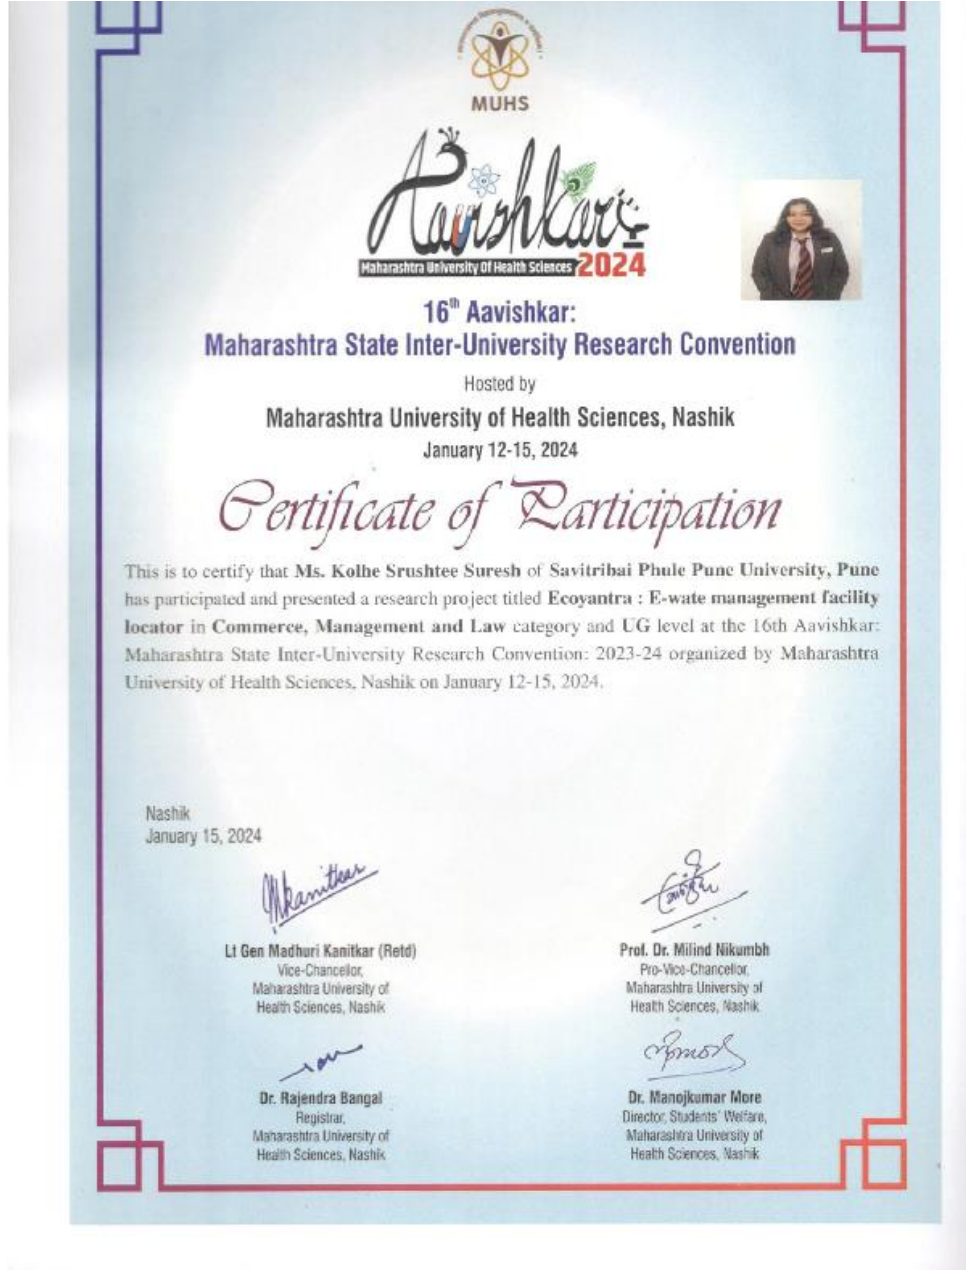 MUHS
Aavishkar
Maharashtra University Of Health Sciences 2024
16th Aavishkar:
Maharashtra State Inter-University Research Convention
Hosted by
Maharashtra University of Health Sciences, Nashik
January 12-15, 2024
Certificate of Participation
This is to certify that Ms. Kolhe Srushtee Suresh of Savitribai Phule Pune University, Pune
has participated and presented a research project titled Ecoyantra : E-wate management facility
locator in Commerce, Management and Law category and UG level at the 16th Aavishkar:
Maharashtra State Inter-University Research Convention: 2023-24 organized by Maharashtra
University of Health Sciences, Nashik on January 12-15, 2024.
Nashik
January 15, 2024
Mkanitkar
Lt Gen Madhuri Kanitkar (Retd)
Vice-Chancellor,
Maharashtra University of
Health Sciences, Nashik
Prof. Dr. Milind Nikumbh
Pro-Vice-Chancellor,
Maharashtra University of
Health Sciences, Nashik
Dr. Rajendra Bangal
Registrar,
Maharashtra University of
Health Sciences, Nashik
Dr. Manojkumar More
Director, Students' Welfare,
Maharashtra University of
Health Sciences, Nashik